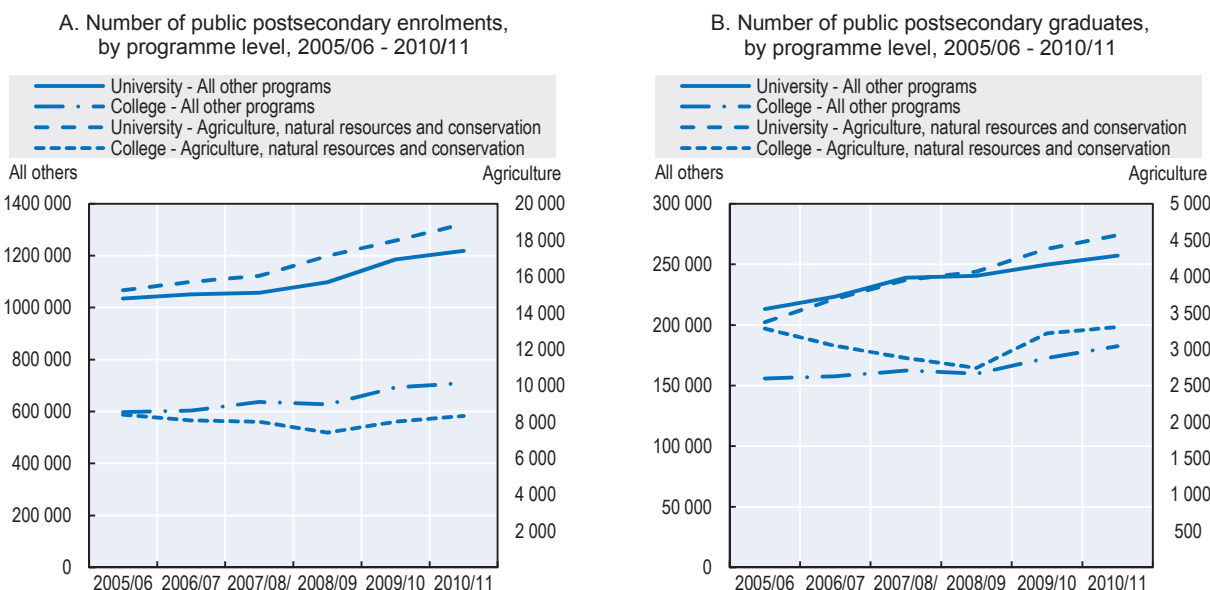 A. Number of public postsecondary enrolments,
by programme level, 2005/06 - 2010/11
University - All other programs
College - All other programs
University - Agriculture, natural resources and conservation
College - Agriculture, natural resources and conservation
All others
Agriculture
1400 000
1200 000
1000 000
800 000
600 000
400 000
200 000
0
20 000
18 000
16 000
14 000
12 000
10 000
8 000
6 000
4 000
2 000
2005/06 2006/07 2007/08/ 2008/09 2009/10 2010/11
B. Number of public postsecondary graduates,
by programme level, 2005/06 - 2010/11
University - All other programs
College - All other programs
University - Agriculture, natural resources and conservation
College - Agriculture, natural resources and conservation
All others
Agriculture
300 000
250 000
200 000
150 000
100 000
50 000
0
5 000
4 500
4 000
3 500
3 000
2 500
2 000
1 500
1 000
500
2005/06 2006/07 2007/08/ 2008/09 2009/10 2010/11